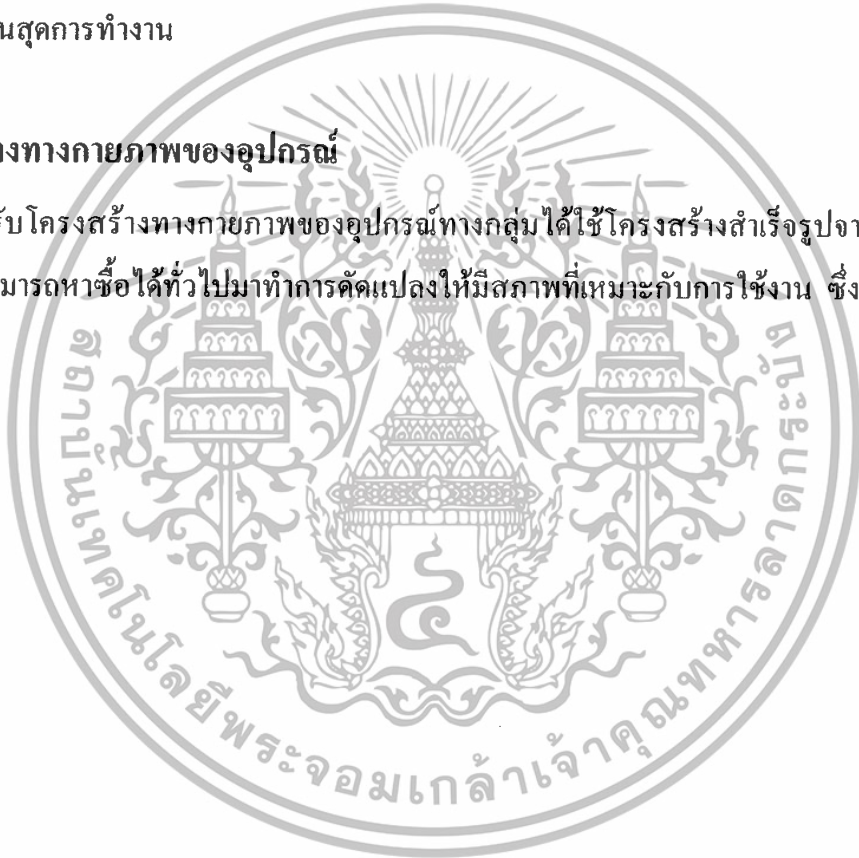 นสุดการทำงาน
างทางกายภาพของอุปกรณ์
รับโครงสร้างทางกายภาพของอุปกรณ์ทางกลุ่มได้ใช้โครงสร้างสำเร็จรูปจา
มารถหาซื้อได้ทั่วไปมาทำการดัดแปลงให้มีสภาพที่เหมาะกับการใช้งาน ซึ่ง
สถาบันเทคโนโลยีพระจอมเกล้าเจ้าคุณทหารลาดกระบัง
๔